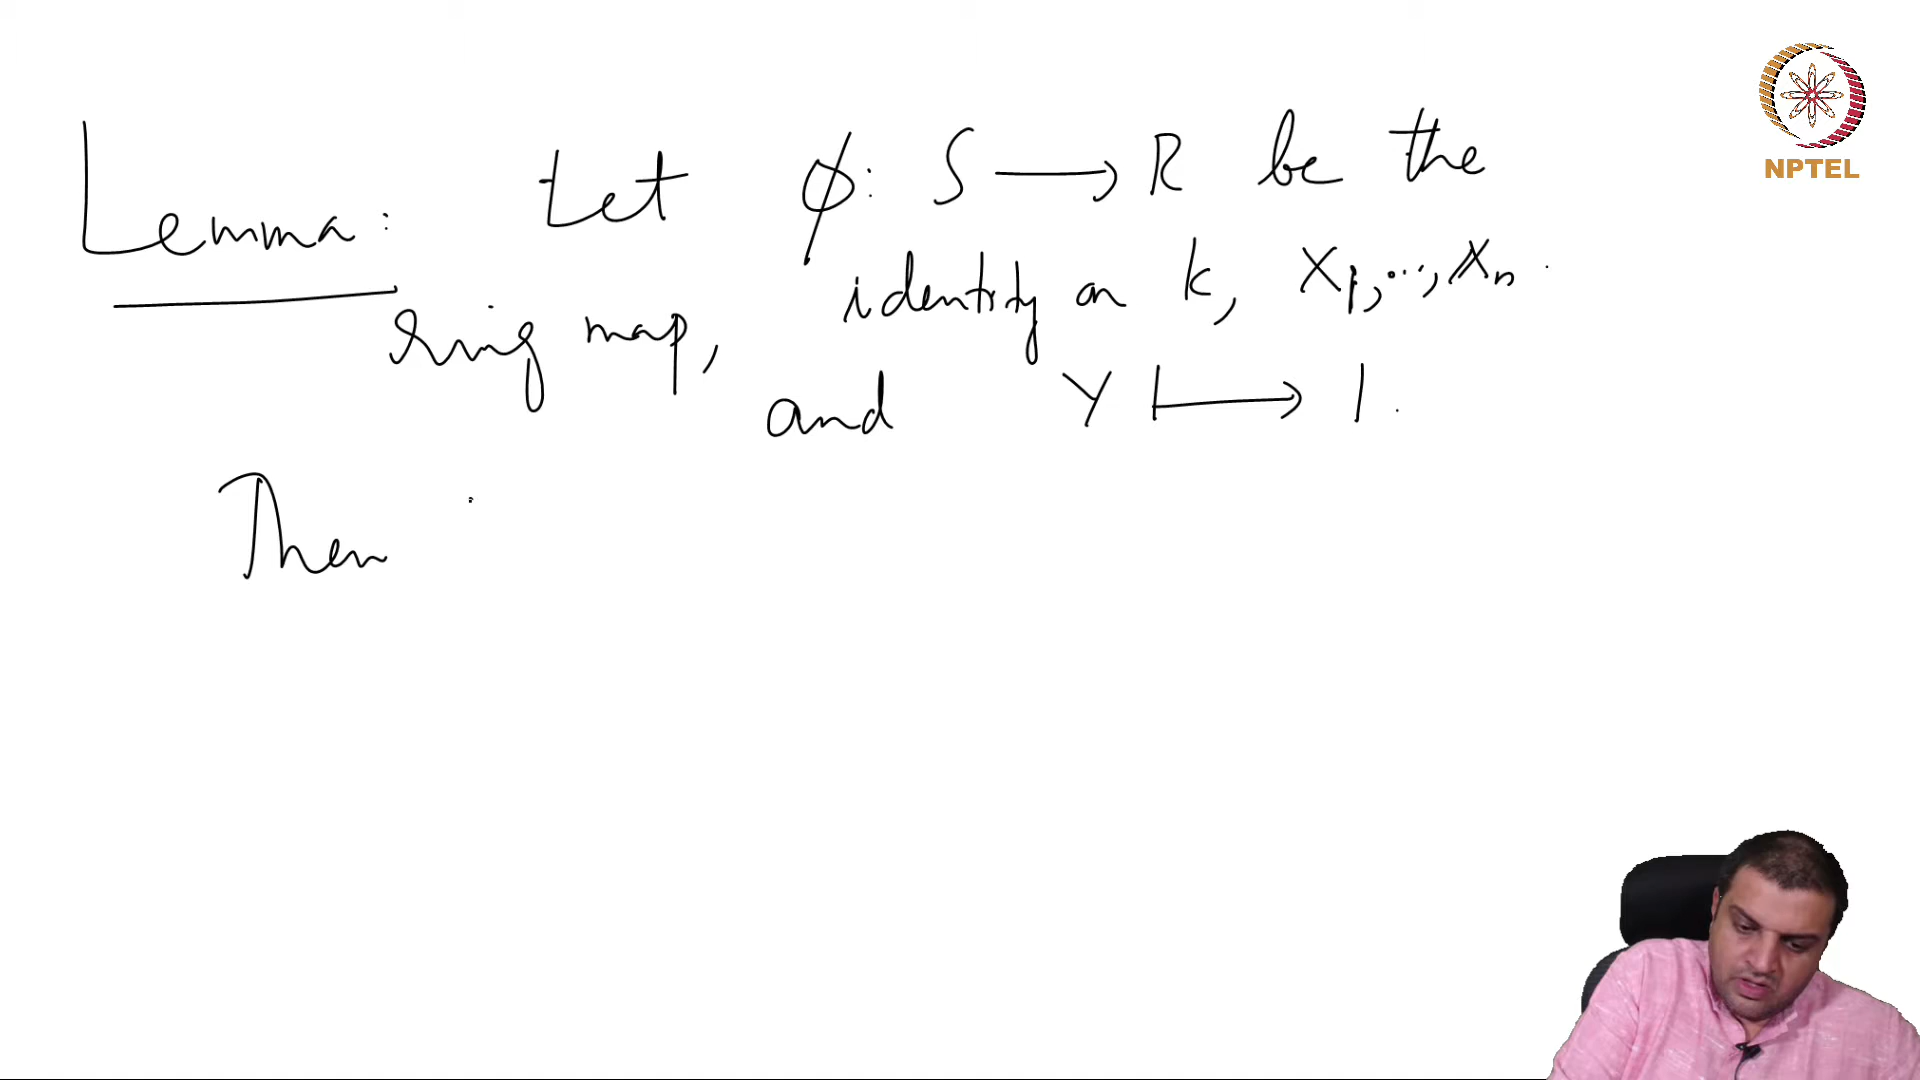 Lemma: Let φ: S ⟶ R be the
ring map, identity on k, X₁,...,Xₙ.
and Y ⟼ 1.
Then
NPTEL